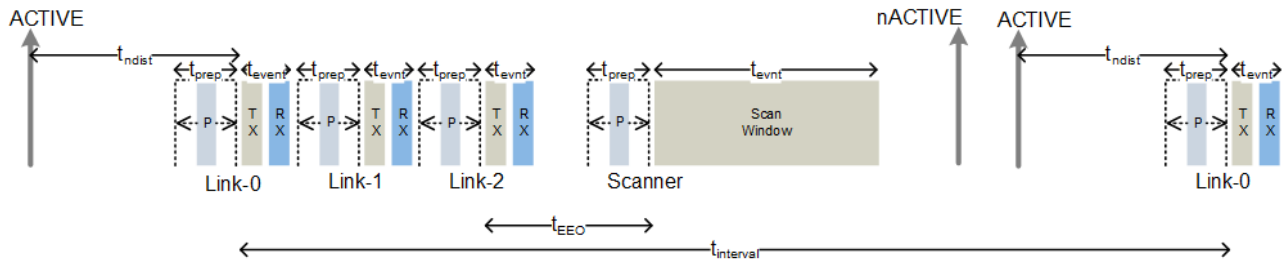 ACTIVE
nACTIVE
ACTIVE
tndist
tndist
tprep
tevent
tprep
tevnt
tprep
tevnt
tprep
tevnt
tprep
tevnt
P
T
X
R
X
P
T
X
R
X
P
T
X
R
X
P
Scan
Window
P
T
X
R
X
Link-0
Link-1
Link-2
Scanner
Link-0
tEEO
tinterval